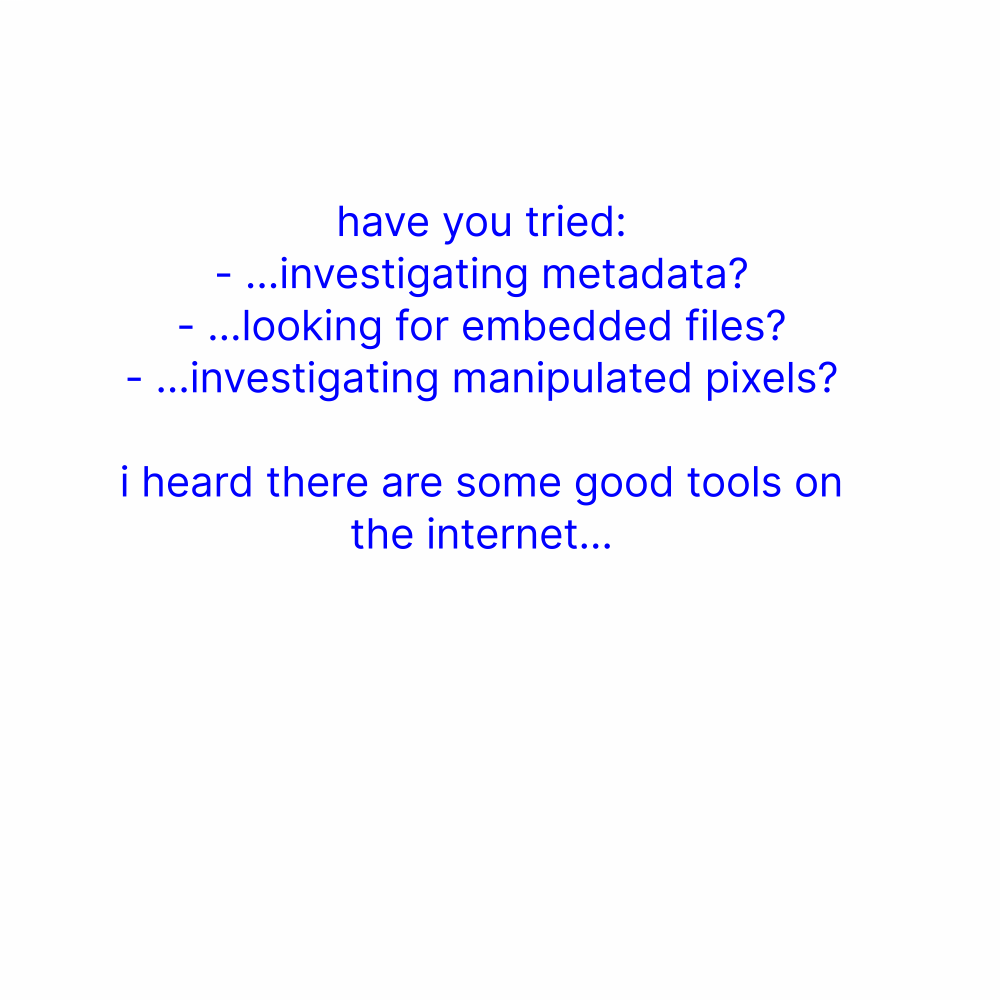 have you tried:
- ...investigating metadata?
- ...looking for embedded files?
- ...investigating manipulated pixels?
i heard there are some good tools on
the internet...